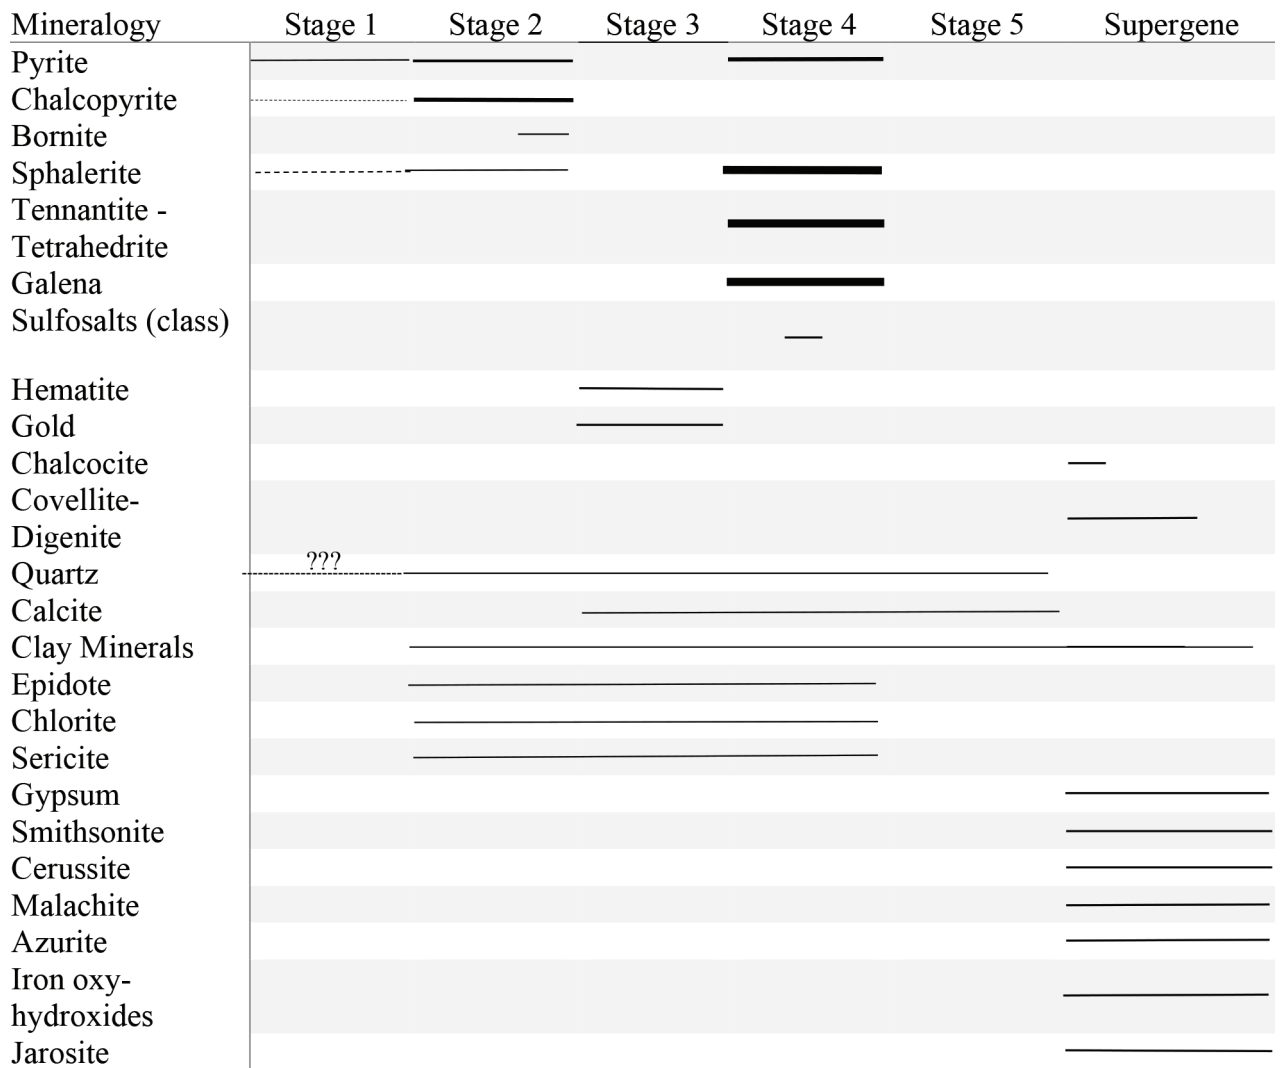 Mineralogy Stage 1 Stage 2 Stage 3 Stage 4 Stage 5 Supergene
Pyrite
Chalcopyrite
Bornite
Sphalerite
Tennantite -
Tetrahedrite
Galena
Sulfosalts (class)
Hematite
Gold
Chalcocite
Covellite-
Digenite
???
Quartz
Calcite
Clay Minerals
Epidote
Chlorite
Sericite
Gypsum
Smithsonite
Cerussite
Malachite
Azurite
Iron oxy-
hydroxides
Jarosite